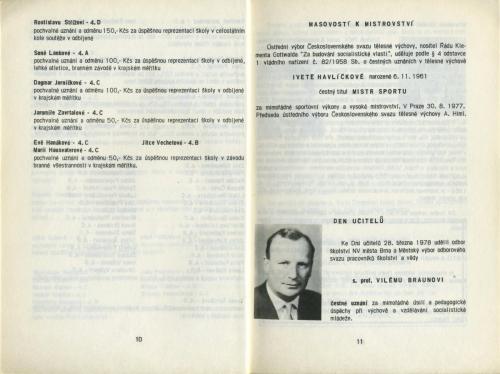 Rostislavu Střížovi - 4. D
pochvalné uznání a odměnu 150,- Kčs za úspěšnou reprezentaci školy v celostátním
kole soutěže v odbíjené
Soně Lánkové - 4. A
pochvalné uznání a odměnu 100,- Kčs za úspěšnou reprezentaci školy v odbíjené,
lehké atletice, branném závodě v krajském měřítku
Dagmar Jarníkové - 4. C
pochvalné uznání a odměnu 100,- Kčs za úspěšnou reprezentaci školy v odbíjené
v krajském měřítku
Jaromile Zavrtalové - 4. C
pochvalné uznání a odměnu 50,- Kčs za úspěšnou reprezentaci školy v odbíjené
v krajském měřítku
Evě Hanákové - 4. C Jitce Vochetové - 4. B
Marii Hausvaterové - 4. C
pochvalné uznání a odměnu 50,- Kčs za úspěšnou reprezentaci školy v závodu
branné všestrannosti v krajském měřítku.
10
MASOVOSTÍ K MISTROVSTVÍ
Ústřední výbor Československého svazu tělesné výchovy, nositel Řádu Kle-
menta Gottwalda "Za budování socialistické vlasti", uděluje podle § 4 odstavce
1 vládního nařízení č. 82/1958 Sb. o čestných uznáních v tělesné výchově
IVETĚ HAVLÍČKOVÉ narozené 6. 11. 1961
čestný titul MISTR SPORTU
za mimořádné sportovní výkony a vysoké mistrovství. V Praze 30. 8. 1977.
Předseda ústředního výboru Československého svazu tělesné výchovy A. Himl.
DEN UČITELŮ
Ke Dni učitelů 28. března 1978 udělil odbor
školství NV města Brna a Městský výbor odborového
svazu pracovníků školství a vědy
s. prof. VILÉMU BRAUNOVI
čestné uznání za mimořádné úsilí a pedagogické
úspěchy při výchově a vzdělávání socialistické
mládeže.
11